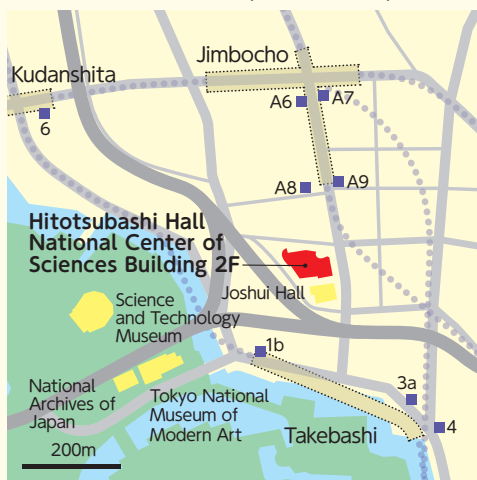 Jimbocho
Kudanshita
6
A6
A7
A8
A9
Hitotsubashi Hall
National Center of
Sciences Building 2F
Joshui Hall
Science
and Technology
Museum
1b
National
Archives of
Japan
Tokyo National
Museum of
Modern Art
3a
Takebashi
4
200m